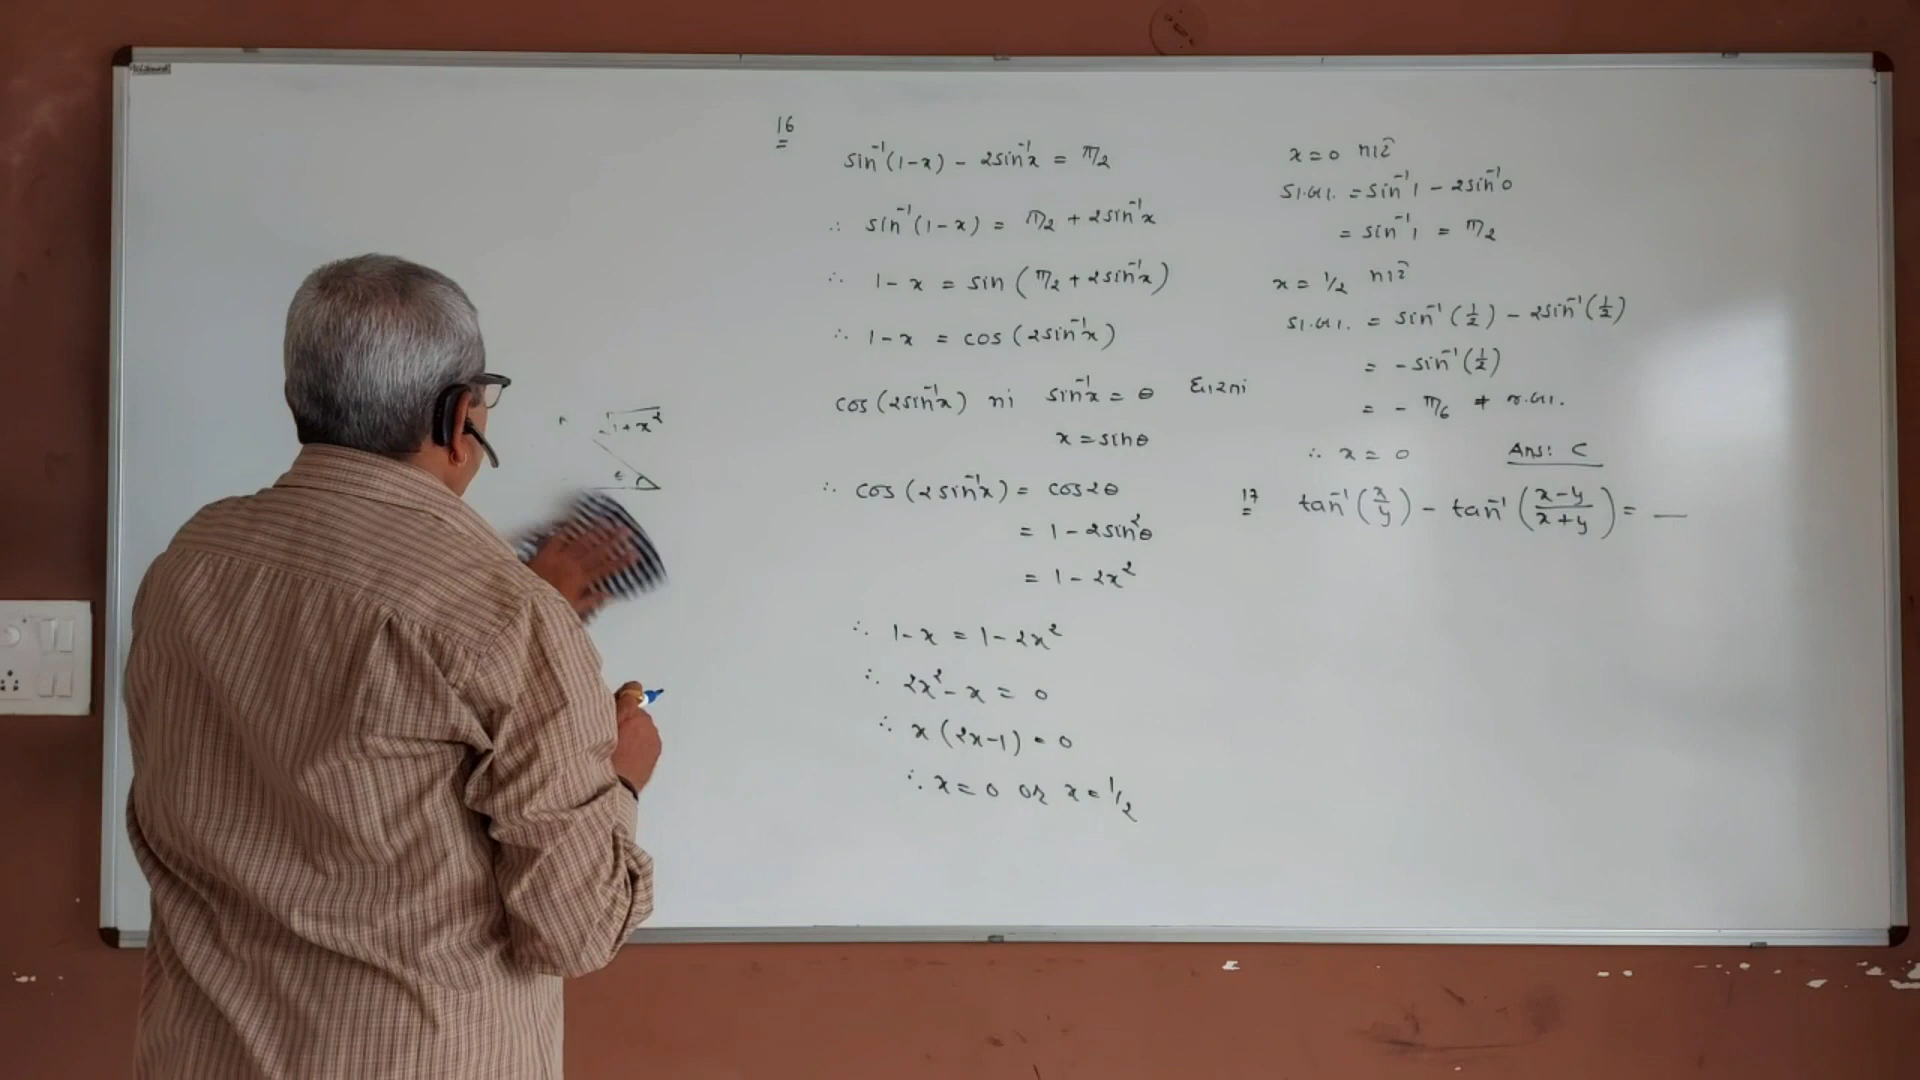 √1+x²
θ
16
sin⁻¹(1-x) - 2sin⁻¹x = π/2
∴ sin⁻¹(1-x) = π/2 + 2sin⁻¹x
∴ 1-x = sin (π/2 + 2sin⁻¹x)
∴ 1-x = cos (2sin⁻¹x)
cos (2sin⁻¹x) માં sin⁻¹x = θ ધારતાં
x = sinθ
∴ cos (2sin⁻¹x) = cos2θ
= 1 - 2sin²θ
= 1 - 2x²
∴ 1-x = 1-2x²
∴ 2x²-x = 0
∴ x(2x-1) = 0
∴ x = 0 or x = 1/2
x = 0 માટે
ડા.બા. = sin⁻¹1 - 2sin⁻¹0
= sin⁻¹1 = π/2
x = 1/2 માટે
ડા.બા. = sin⁻¹(1/2) - 2sin⁻¹(1/2)
= -sin⁻¹(1/2)
= - π/6 ≠ જ.બા.
∴ x = 0 Ans: C
17 tan⁻¹(x/y) - tan⁻¹((x-y)/(x+y)) = __